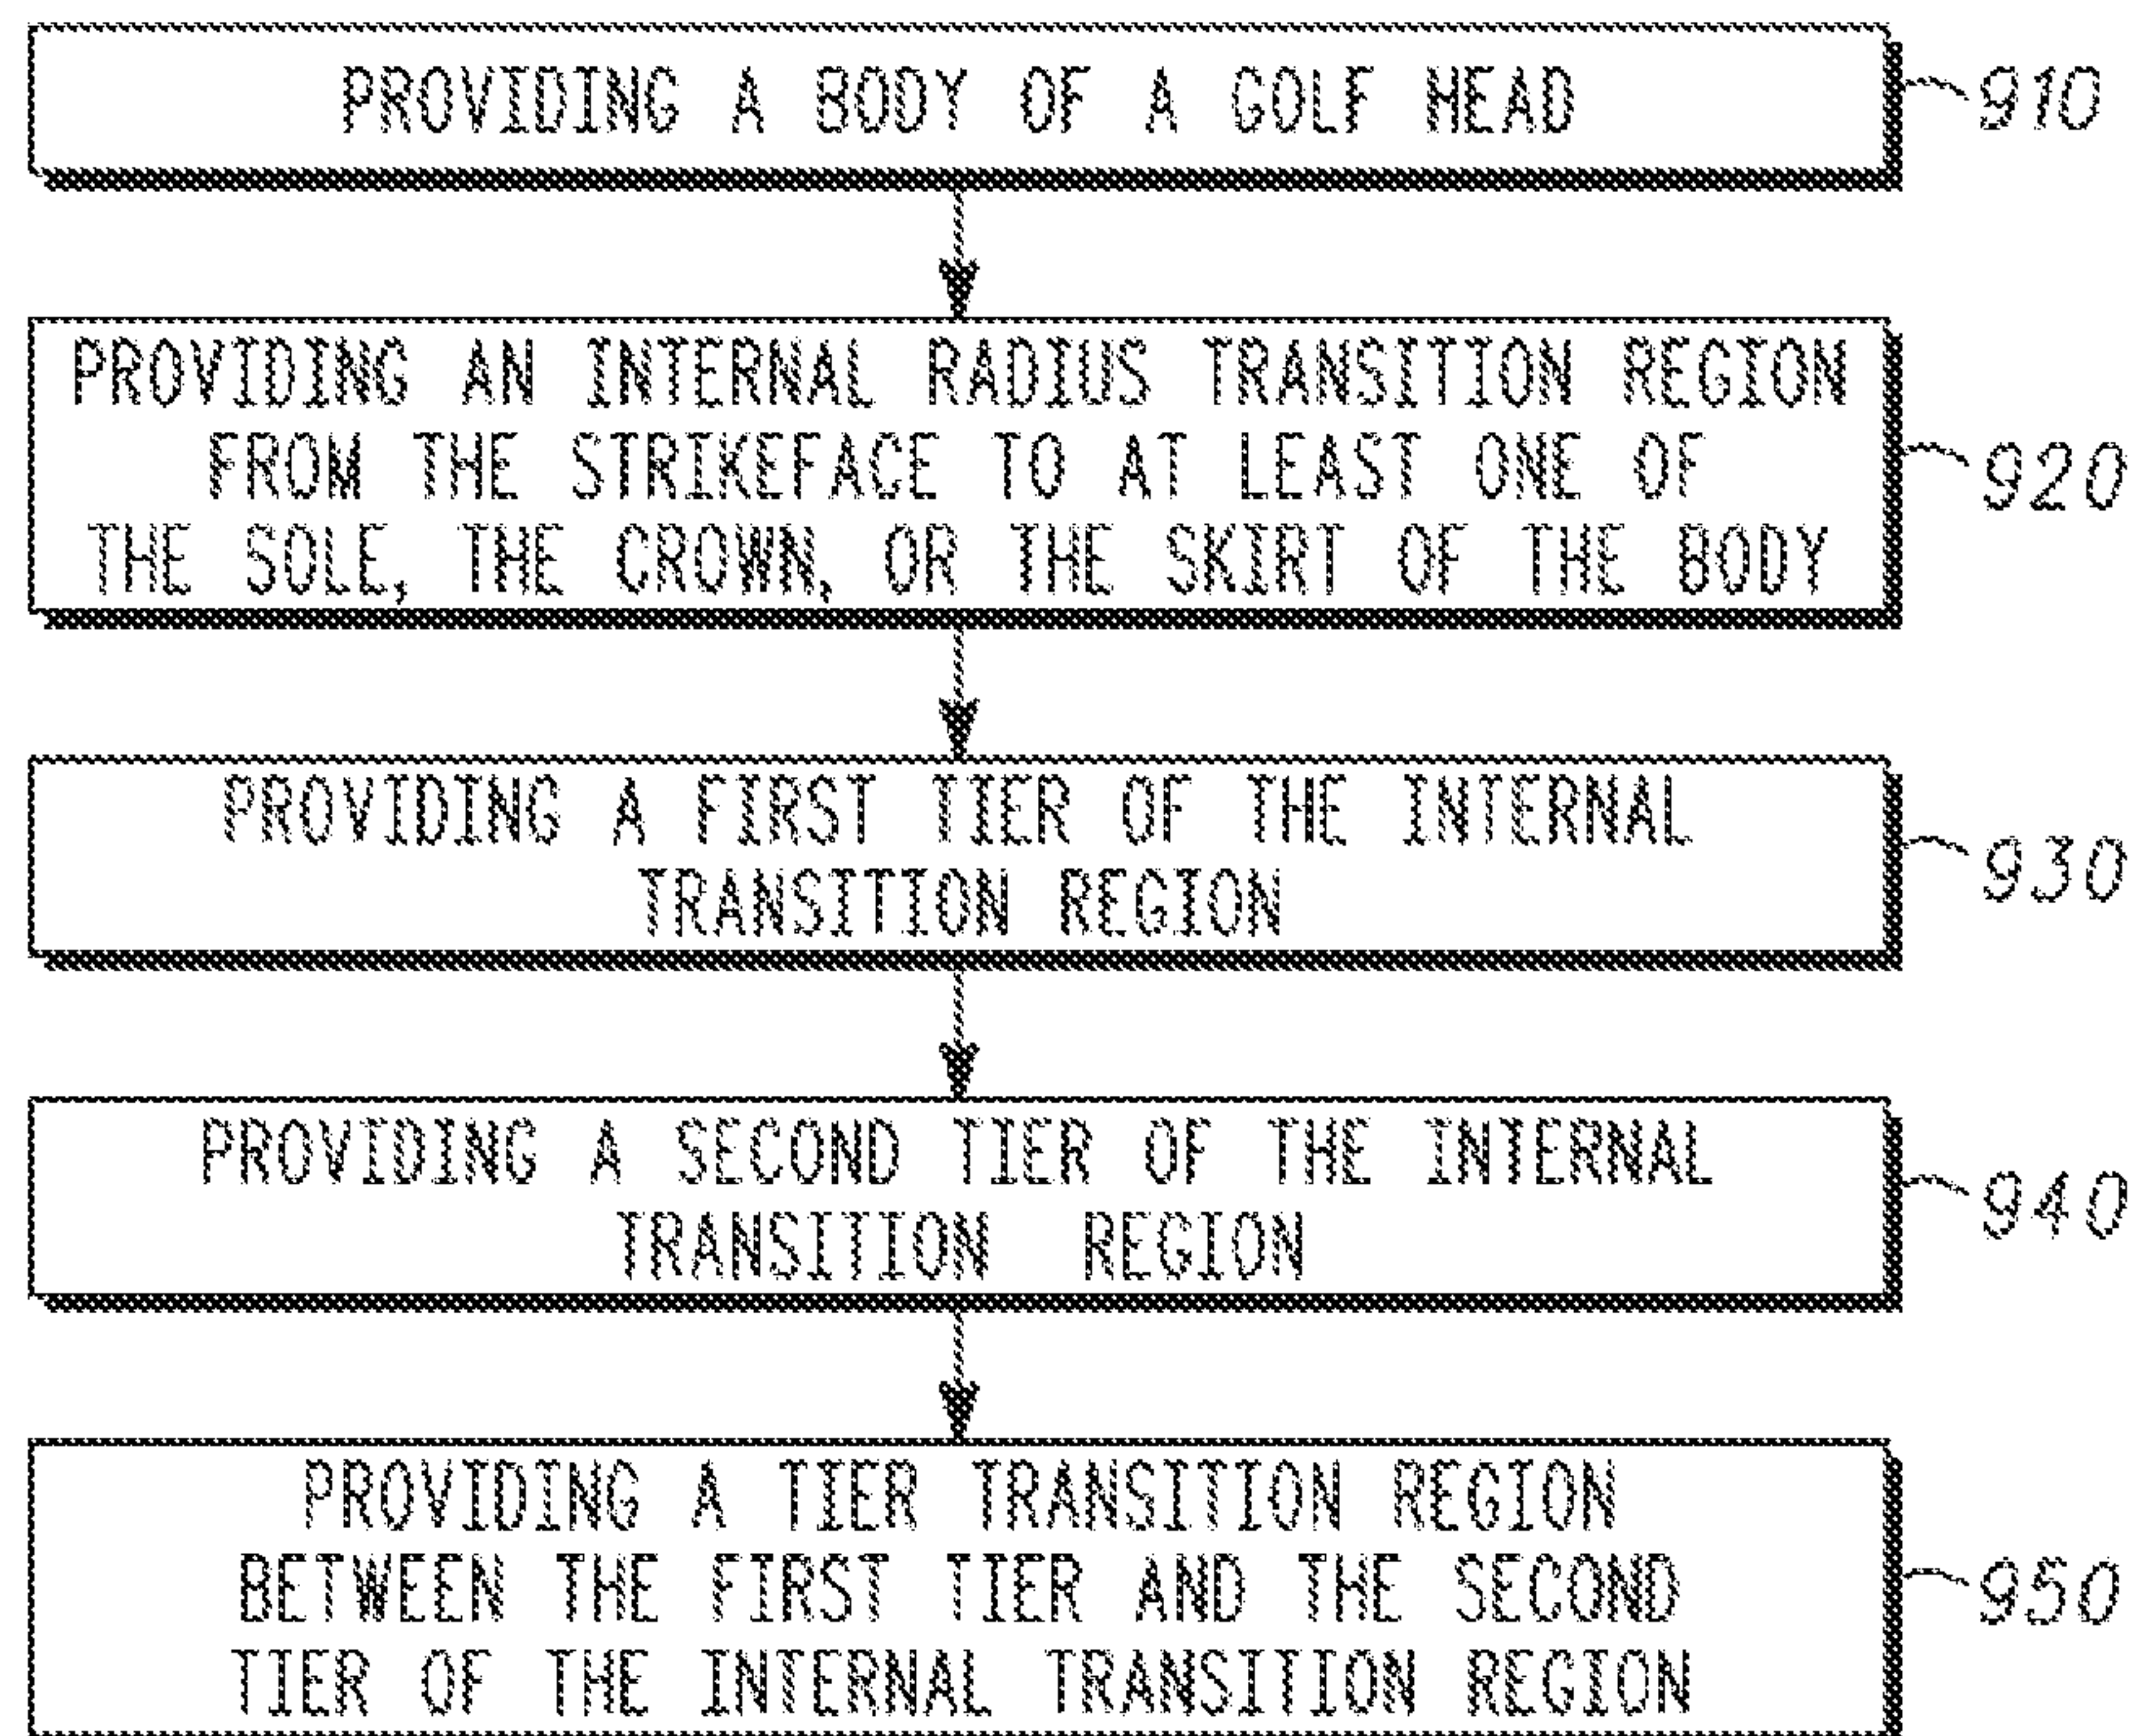 PROVIDING A BODY OF A GOLF HEAD
910
PROVIDING AN INTERNAL RADIUS TRANSITION REGION
FROM THE STRIKEFACE TO AT LEAST ONE OF
THE SOLE, THE CROWN, OR THE SKIRT OF THE BODY
920
PROVIDING A FIRST TIER OF THE INTERNAL
TRANSITION REGION
930
PROVIDING A SECOND TIER OF THE INTERNAL
TRANSITION REGION
940
PROVIDING A TIER TRANSITION REGION
BETWEEN THE FIRST TIER AND THE SECOND
TIER OF THE INTERNAL TRANSITION REGION
950